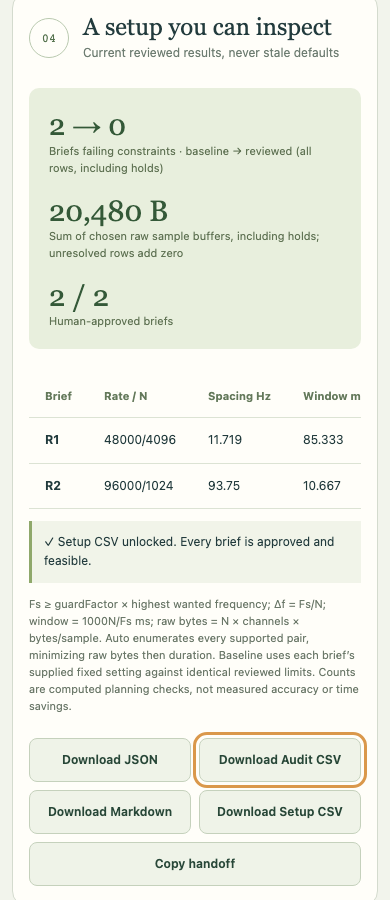 04
A setup you can inspect
Current reviewed results, never stale defaults
2 → 0
Briefs failing constraints · baseline → reviewed (all
rows, including holds)
20,480 B
Sum of chosen raw sample buffers, including holds;
unresolved rows add zero
2 / 2
Human-approved briefs
Brief Rate / N Spacing Hz Window m
R1 48000/4096 11.719 85.333
R2 96000/1024 93.75 10.667
✓ Setup CSV unlocked. Every brief is approved and
feasible.
Fs ≥ guardFactor × highest wanted frequency; Δf = Fs/N;
window = 1000N/Fs ms; raw bytes = N × channels ×
bytes/sample. Auto enumerates every supported pair,
minimizing raw bytes then duration. Baseline uses each brief's
supplied fixed setting against identical reviewed limits. Counts
are computed planning checks, not measured accuracy or time
savings.
Download JSON Download Audit CSV
Download Markdown Download Setup CSV
Copy handoff